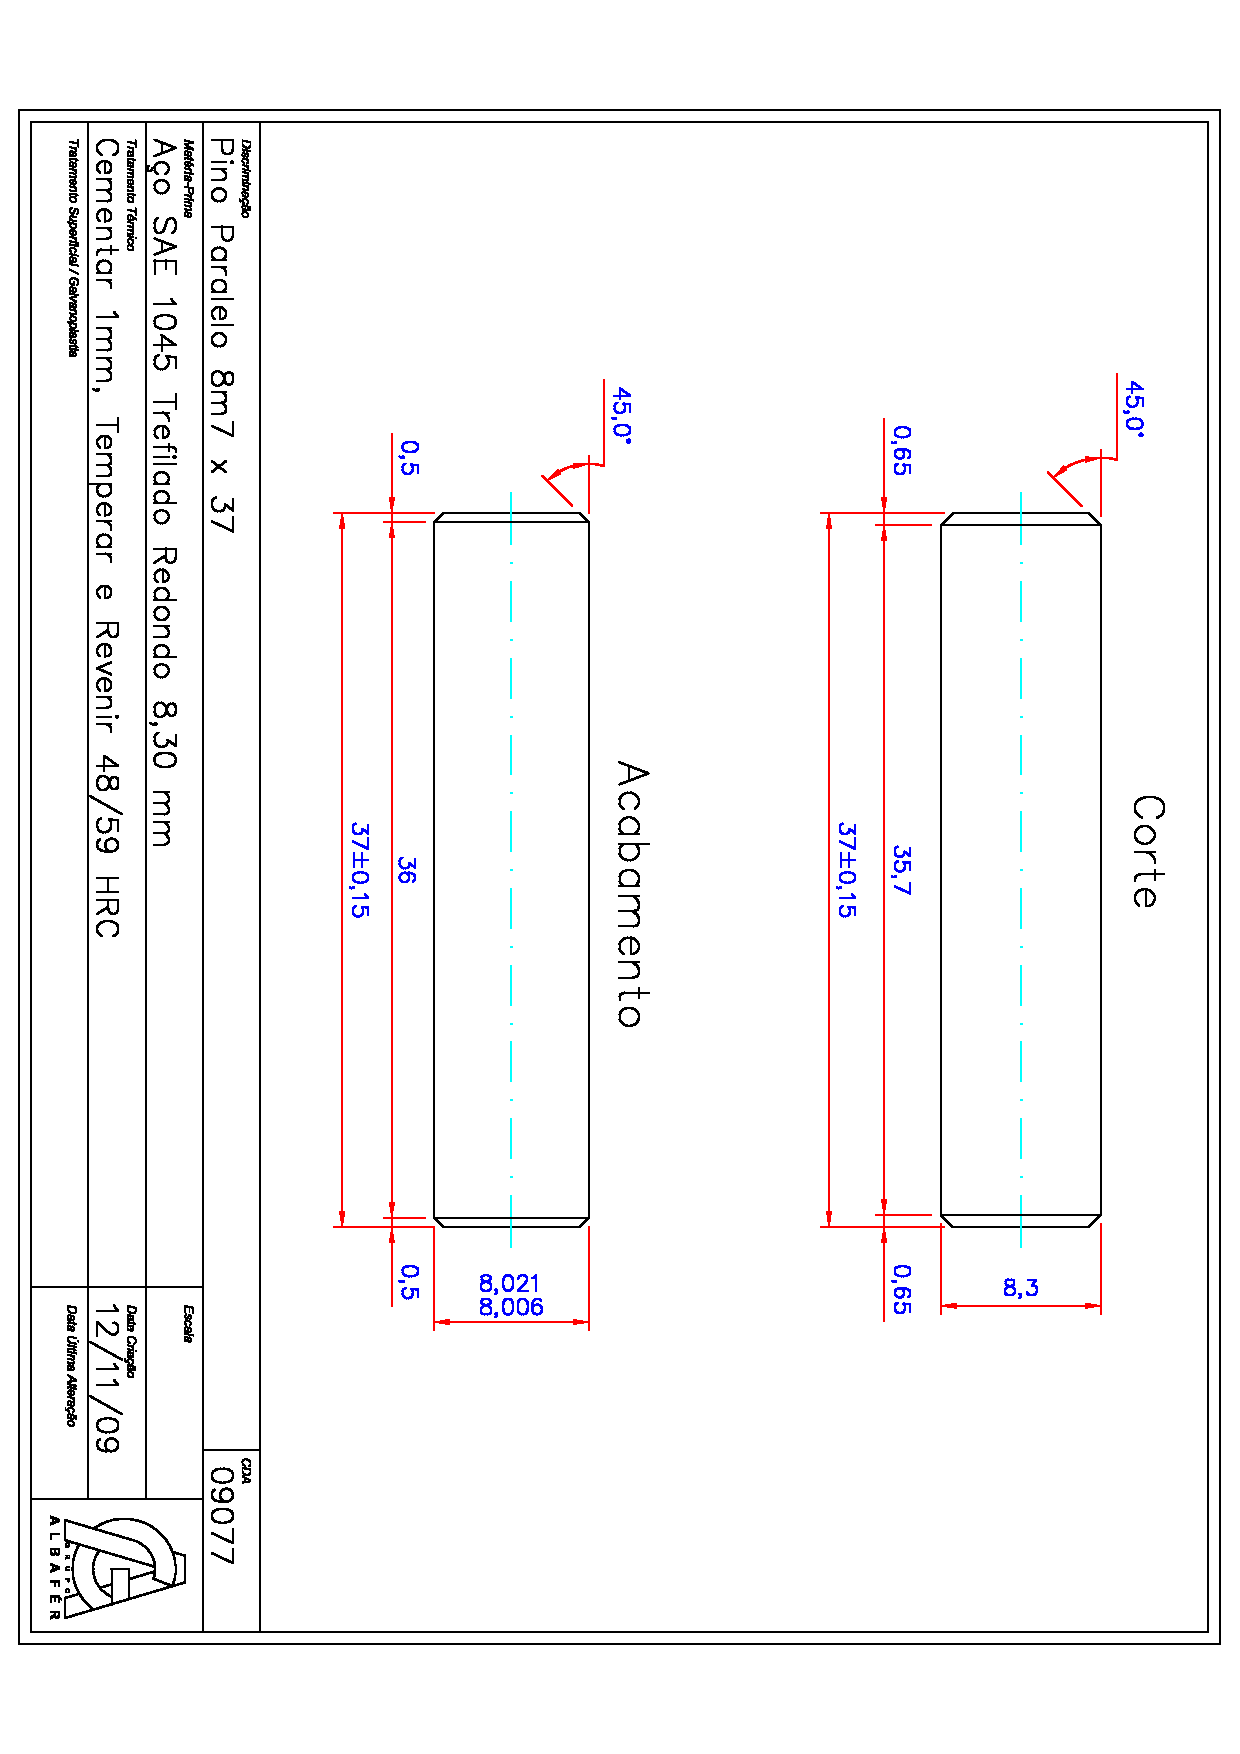 Corte
45,0°
0,65
35,7
0,65
37±0,15
8,3
Acabamento
45,0°
0,5
36
0,5
37±0,15
8,021
8,006
Discriminação
Pino Paralelo 8m7 x 37
CDA
09077
Matéria-Prima
Aço SAE 1045 Trefilado Redondo 8,30 mm
Escala
Tratamento Térmico
Cementar 1mm, Temperar e Revenir 48/59 HRC
Data Criação
12/11/09
Tratamento Superficial / Galvanoplastia
Data Última Alteração
GRUPO
ALBAFÉR